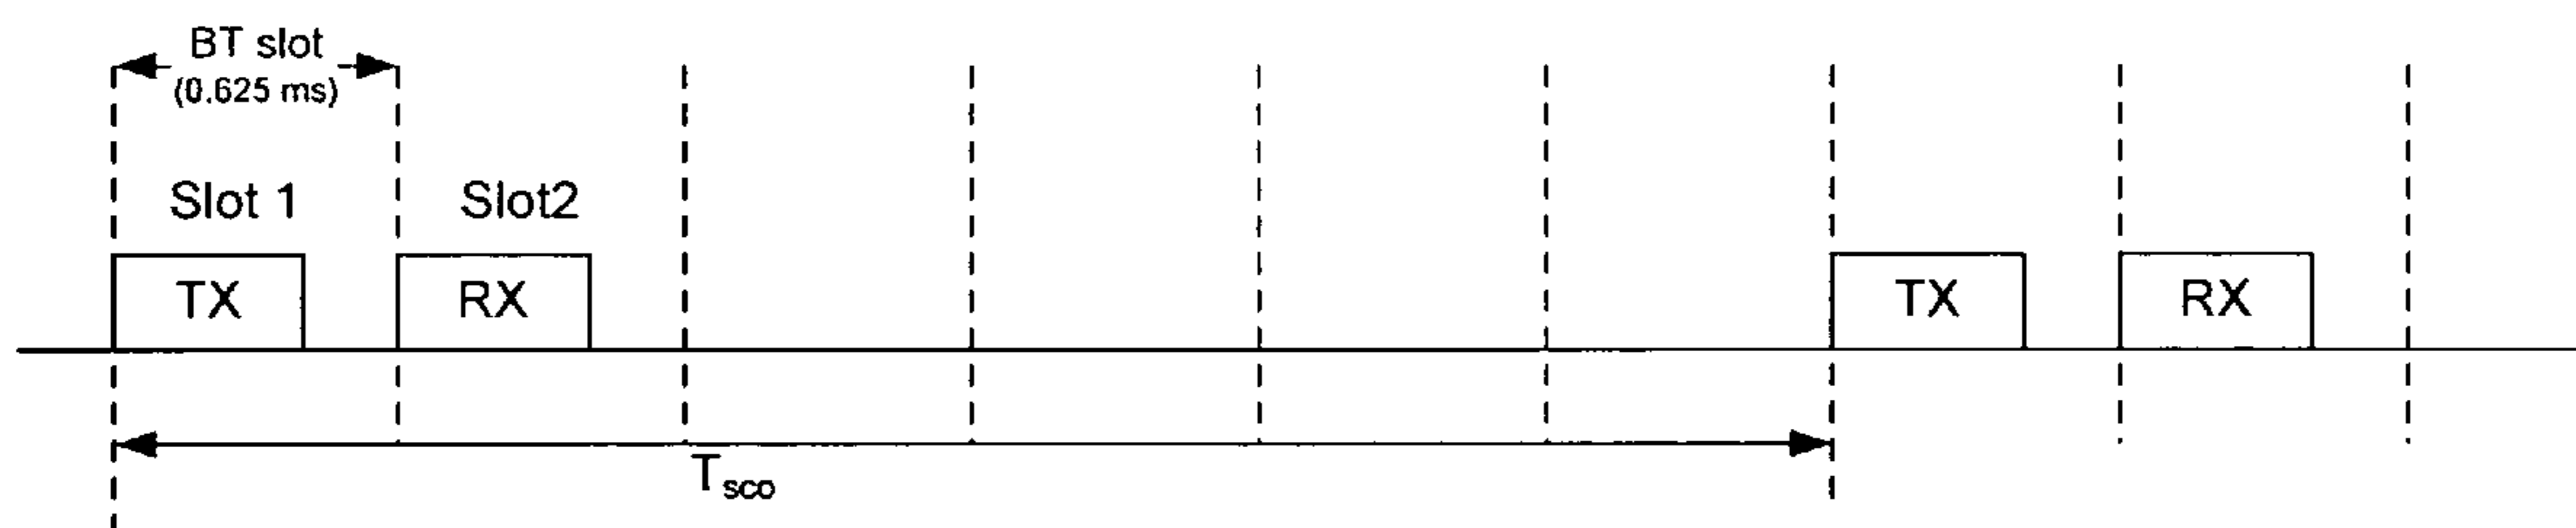 BT slot
(0.625 ms)
Slot 1 Slot2
TX RX TX RX
Tsco